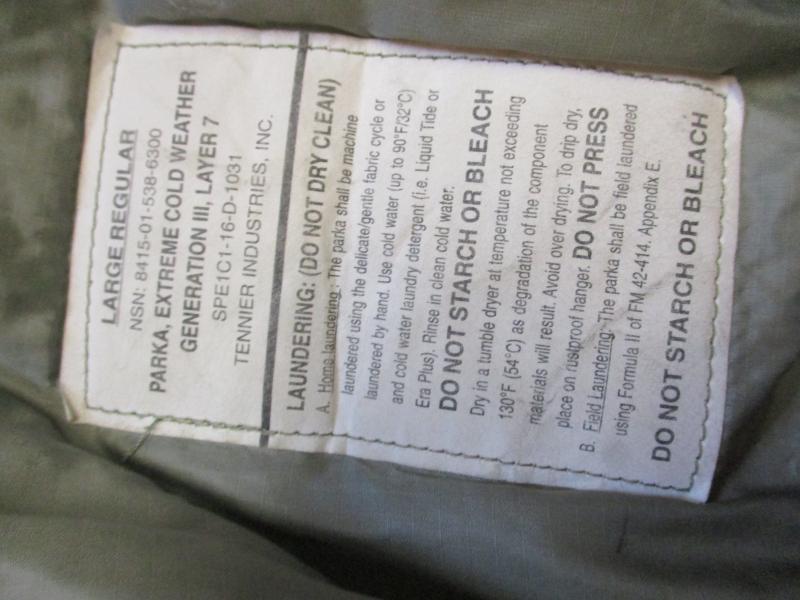 LARGE REGULAR
NSN: 8415-01-538-6300
PARKA, EXTREME COLD WEATHER
GENERATION III, LAYER 7
SPE1C1-16-D-1031
TENNIER INDUSTRIES, INC.
LAUNDERING: (DO NOT DRY CLEAN)
A. Home laundering: The parka shall be machine
laundered using the delicate/gentle fabric cycle or
laundered by hand. Use cold water (up to 90°F/32°C)
and cold water laundry detergent (i.e. Liquid Tide or
Era Plus). Rinse in clean cold water.
DO NOT STARCH OR BLEACH
Dry in a tumble dryer at temperature not exceeding
130°F (54°C) as degradation of the component
materials will result. Avoid over drying. To drip dry,
place on rustproof hanger. DO NOT PRESS
B. Field Laundering: The parka shall be field laundered
using Formula II of FM 42-414, Appendix E.
DO NOT STARCH OR BLEACH